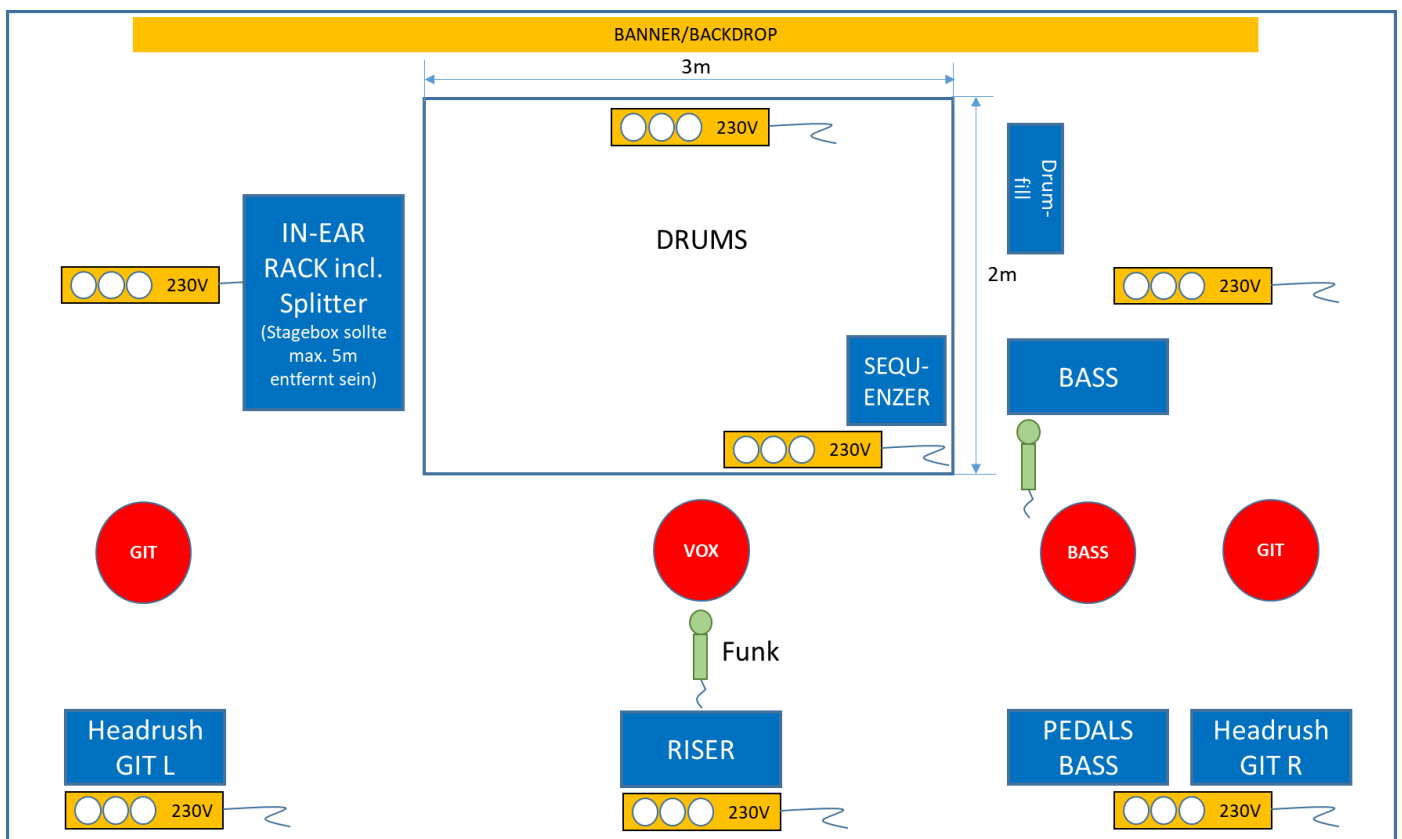 BANNER/BACKDROP
3m
230V
Drum-
fill
IN-EAR
RACK incl.
Splitter
(Stagebox sollte
max. 5m
entfernt sein)
230V
DRUMS
2m
230V
SEQU-
ENZER
BASS
230V
GIT
VOX
BASS
GIT
Funk
Headrush
GIT L
RISER
PEDALS
BASS
Headrush
GIT R
230V
230V
230V